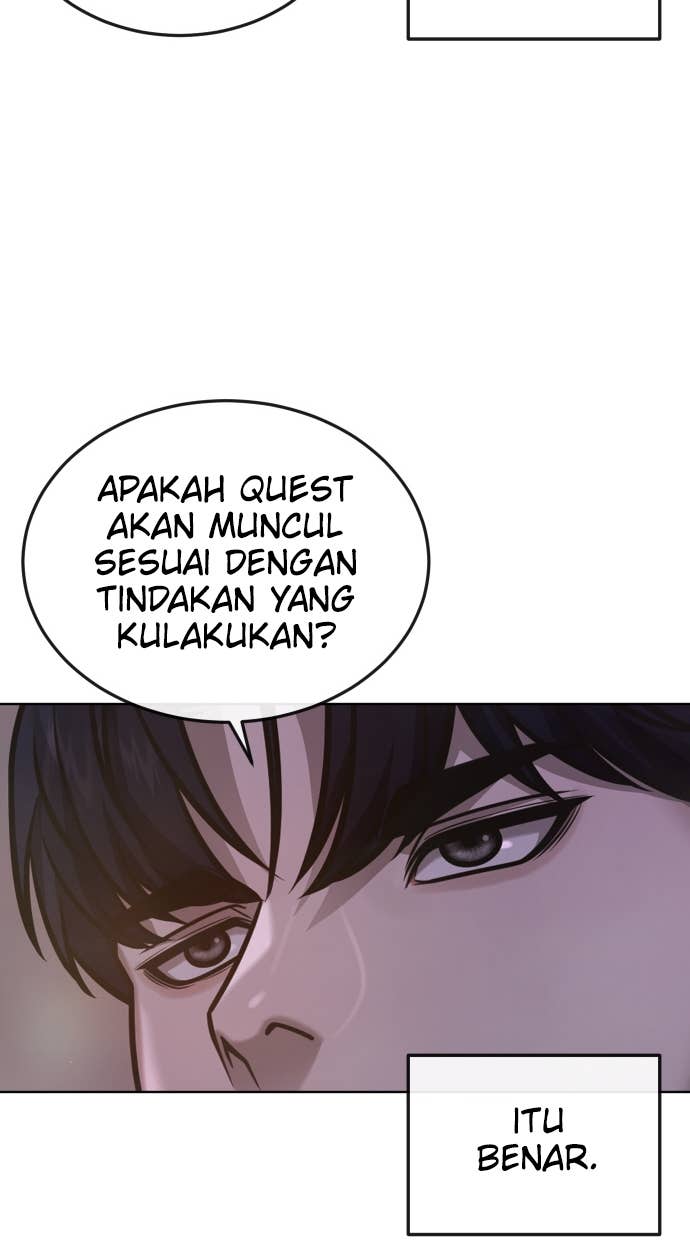 APAKAH QUEST
AKAN MUNCUL
SESUAI DENGAN
TINDAKAN YANG
KULAKUKAN?
ITU
BENAR.